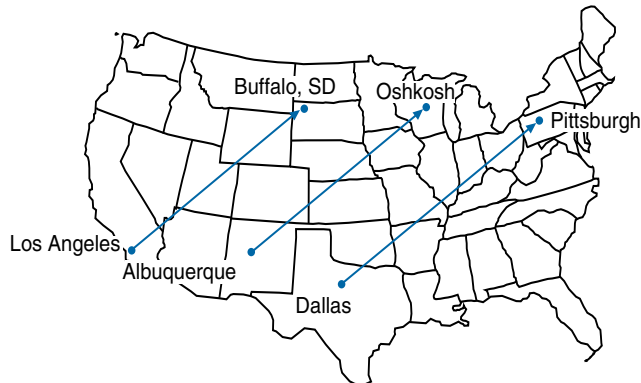 Buffalo, SD
Oshkosh
Pittsburgh
Los Angeles
Albuquerque
Dallas